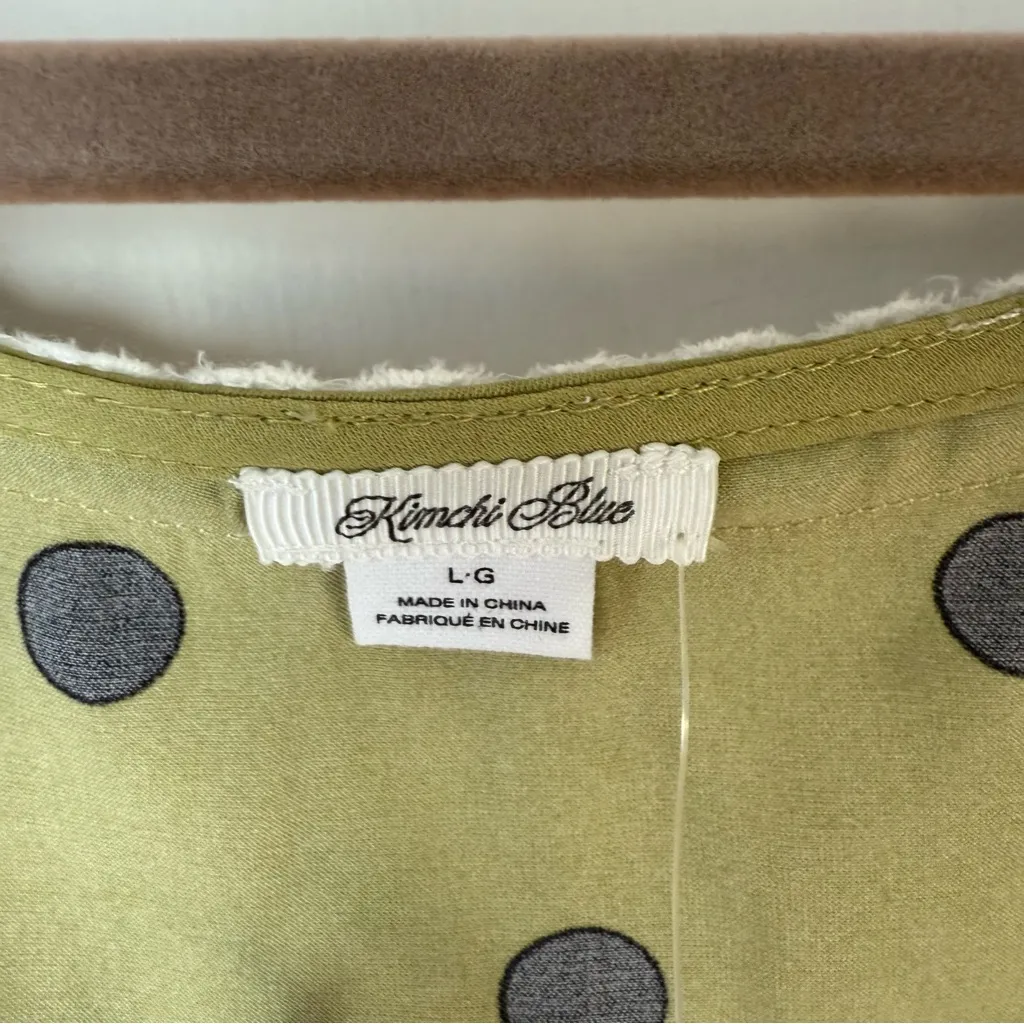 Kimchi Blue
L·G
MADE IN CHINA
FABRIQUÉ EN CHINE